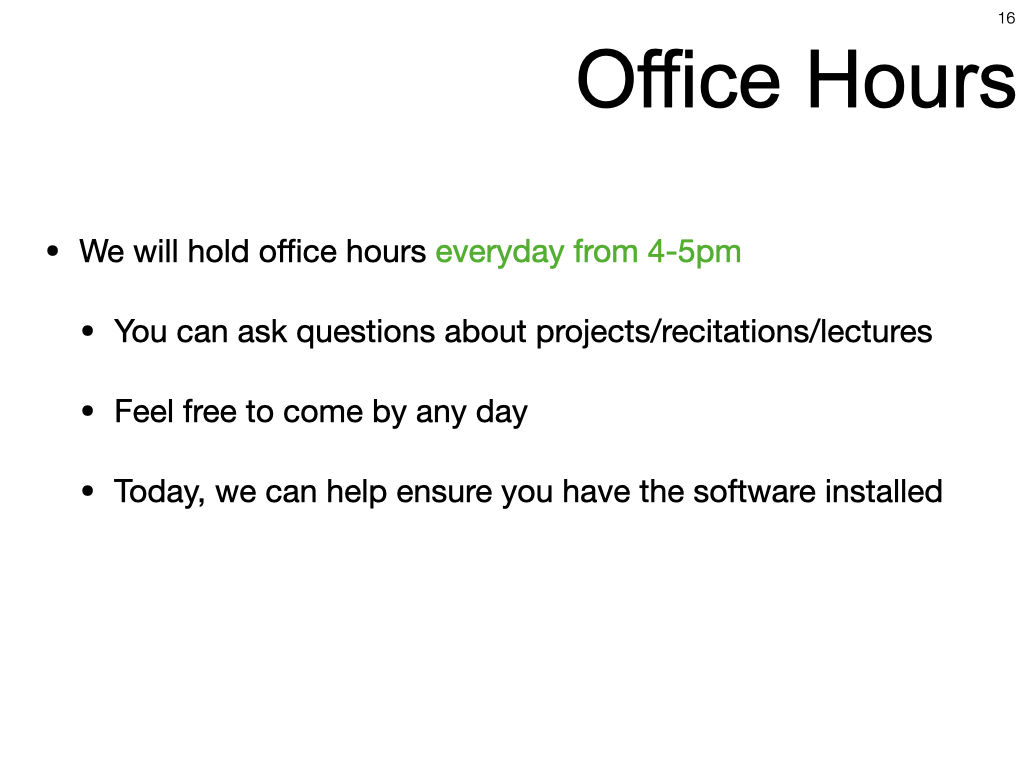 16
Office Hours
• We will hold office hours everyday from 4-5pm
• You can ask questions about projects/recitations/lectures
• Feel free to come by any day
• Today, we can help ensure you have the software installed